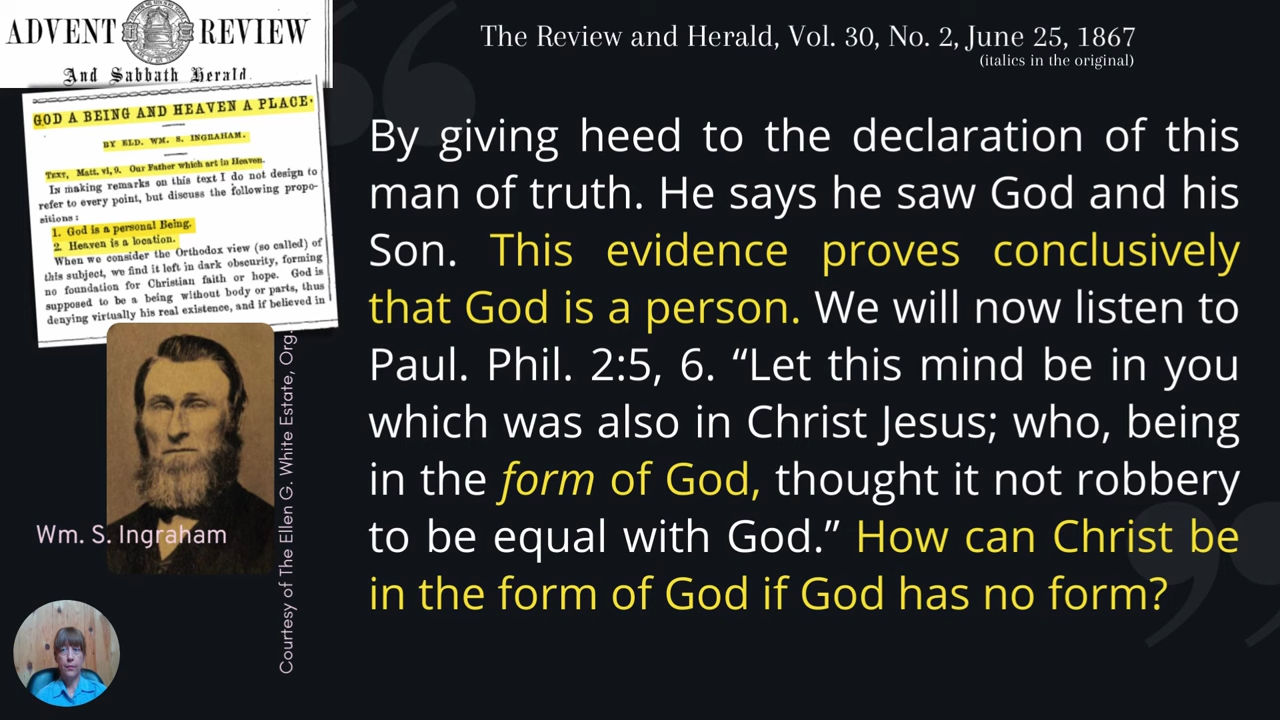 ADVENT REVIEW
And Sabbath Herald.
GOD A BEING AND HEAVEN A PLACE.
BY ELD. WM. S. INGRAHAM.
TEXT, Matt. vi, 9. Our Father which art in Heaven.
IN making remarks on this text I do not design to
refer to every point, but discuss the following propo-
sitions :
1. God is a personal Being.
2. Heaven is a location.
When we consider the Orthodox view (so called) of
this subject, we find it left in dark obscurity, forming
no foundation for Christian faith or hope. God is
supposed to be a being without body or parts, thus
denying virtually his real existence, and if believed in
Wm. S. Ingraham
Courtesy of The Ellen G. White Estate, Org.
The Review and Herald, Vol. 30, No. 2, June 25, 1867
(italics in the original)
By giving heed to the declaration of this
man of truth. He says he saw God and his
Son. This evidence proves conclusively
that God is a person. We will now listen to
Paul. Phil. 2:5, 6. “Let this mind be in you
which was also in Christ Jesus; who, being
in the form of God, thought it not robbery
to be equal with God.” How can Christ be
in the form of God if God has no form?